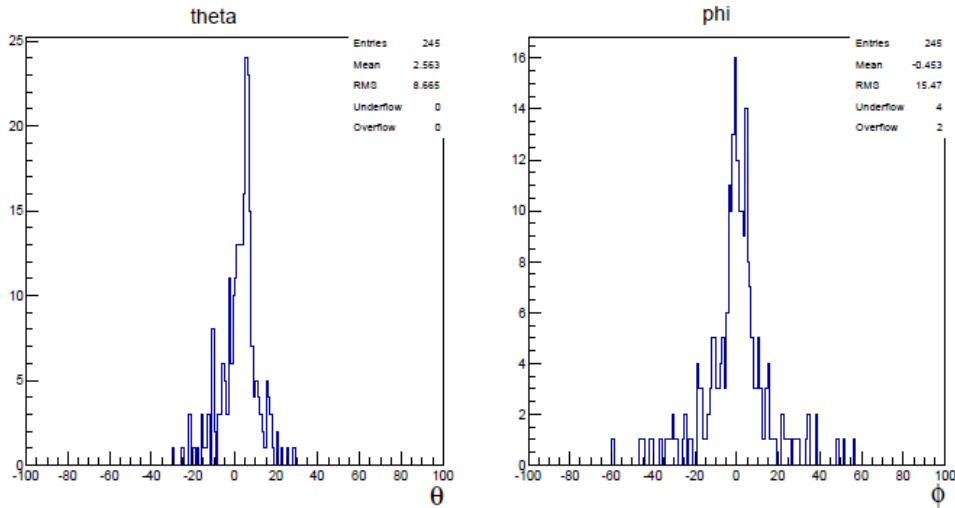 theta
Entries 245
Mean 2.563
RMS 8.665
Underflow 0
Overflow 0
25
20
15
10
5
0
-100 -80 -60 -40 -20 0 20 40 60 80 100
θ
phi
Entries 245
Mean -0.453
RMS 15.47
Underflow 4
Overflow 2
16
14
12
10
8
6
4
2
0
-100 -80 -60 -40 -20 0 20 40 60 80 100
ϕ